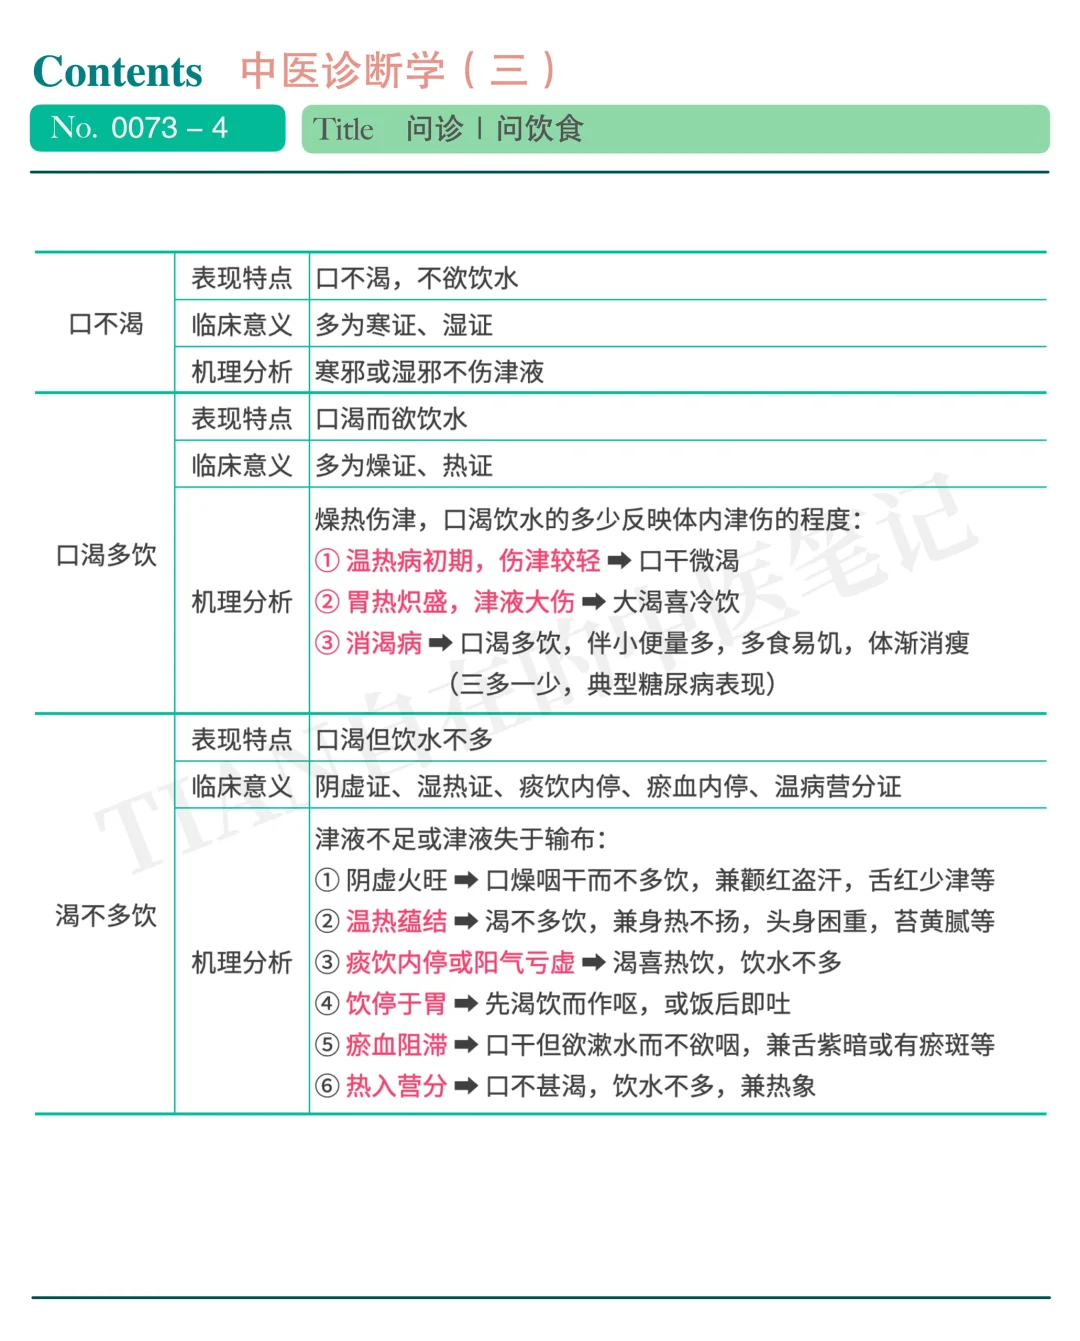 Contents 中医诊断学（三）
No. 0073 – 4
Title 问诊 | 问饮食
口不渴
表现特点 口不渴，不欲饮水
临床意义 多为寒证、湿证
机理分析 寒邪或湿邪不伤津液
口渴多饮
表现特点 口渴而欲饮水
临床意义 多为燥证、热证
机理分析
燥热伤津，口渴饮水的多少反映体内津伤的程度：
① 温热病初期，伤津较轻 ➡ 口干微渴
② 胃热炽盛，津液大伤 ➡ 大渴喜冷饮
③ 消渴病 ➡ 口渴多饮，伴小便量多，多食易饥，体渐消瘦
（三多一少，典型糖尿病表现）
渴不多饮
表现特点 口渴但饮水不多
临床意义 阴虚证、湿热证、痰饮内停、瘀血内停、温病营分证
机理分析
津液不足或津液失于输布：
① 阴虚火旺 ➡ 口燥咽干而不多饮，兼颧红盗汗，舌红少津等
② 温热蕴结 ➡ 渴不多饮，兼身热不扬，头身困重，苔黄腻等
③ 痰饮内停或阳气亏虚 ➡ 渴喜热饮，饮水不多
④ 饮停于胃 ➡ 先渴饮而作呕，或饭后即吐
⑤ 瘀血阻滞 ➡ 口干但欲漱水而不欲咽，兼舌紫暗或有瘀斑等
⑥ 热入营分 ➡ 口不甚渴，饮水不多，兼热象
TIAN自在的中医笔记